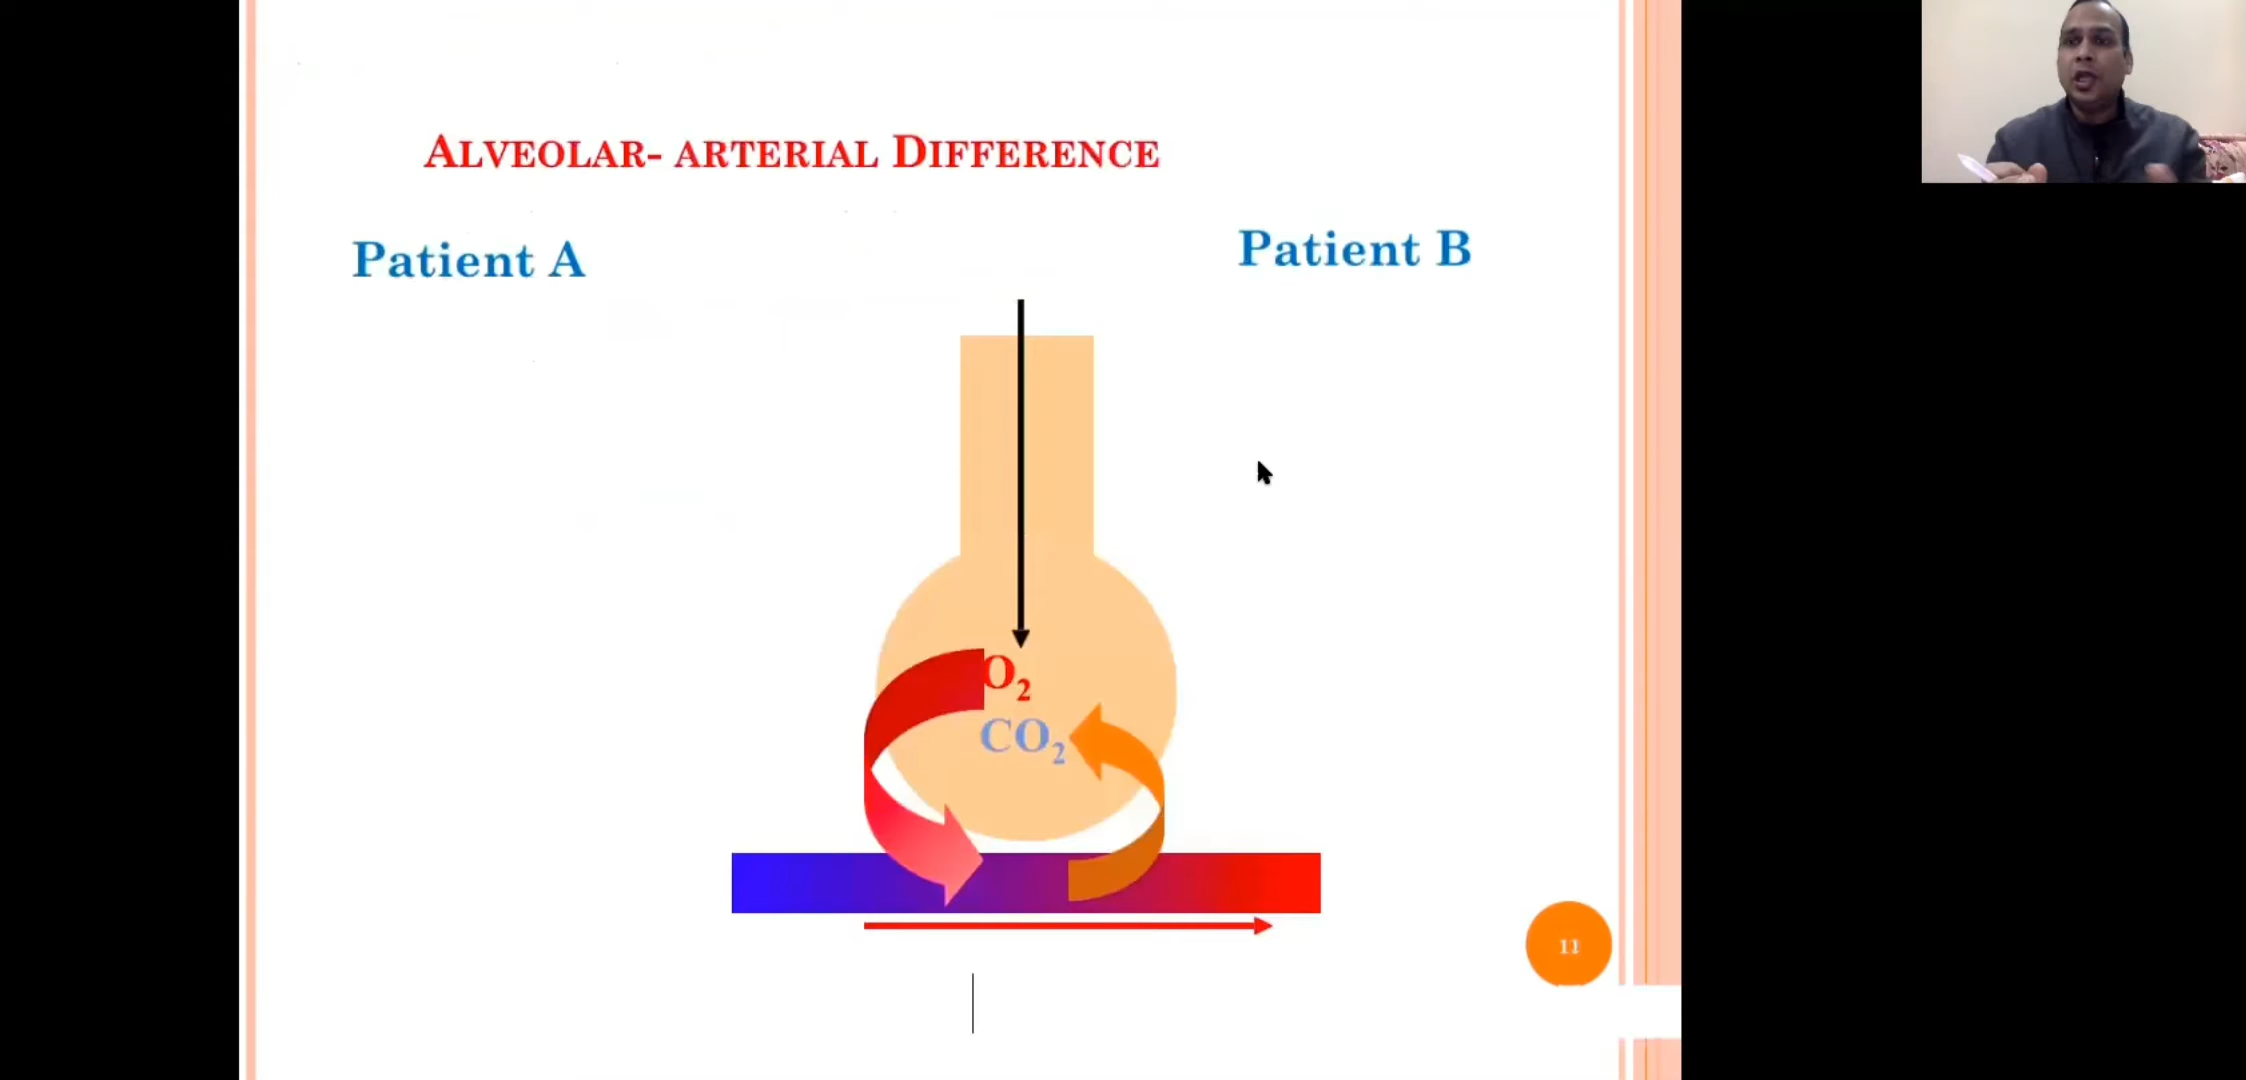 ALVEOLAR- ARTERIAL DIFFERENCE
Patient A
Patient B
O₂
CO₂
11